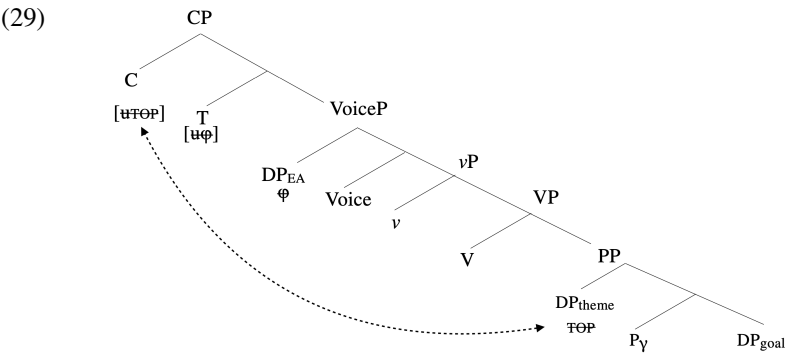 (29)
CP
C
[uTOP]
T
[uφ]
VoiceP
DPEA
φ
Voice
vP
v
VP
V
PP
DPtheme
TOP
Pγ
DPgoal